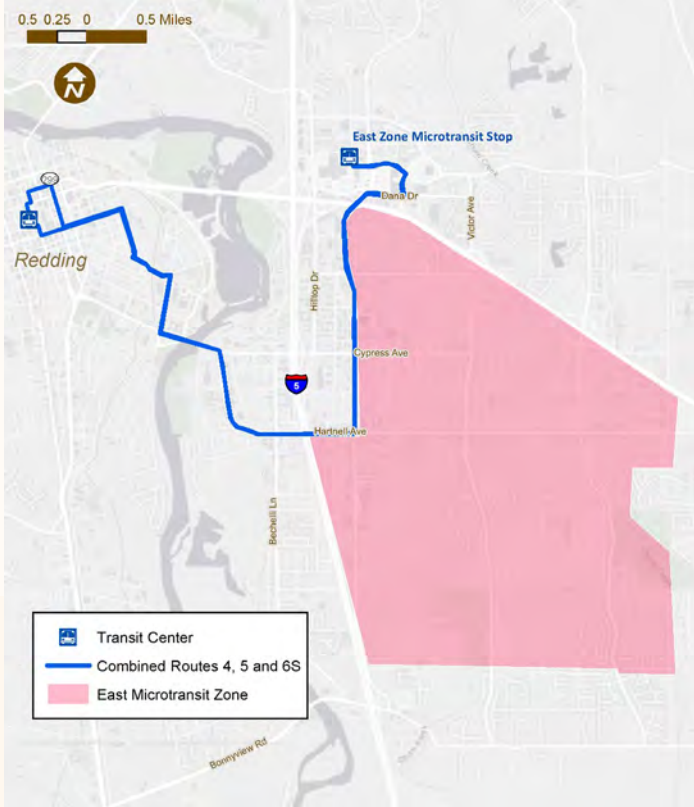 0.5 0.25 0 0.5 Miles
N
East Zone Microtransit Stop
299
Dana Dr
Victor Ave
Redding
Hilltop Dr
Cypress Ave
5
Hartnell Ave
Bechelli Ln
Transit Center
Combined Routes 4, 5 and 6S
East Microtransit Zone
Bonnyview Rd